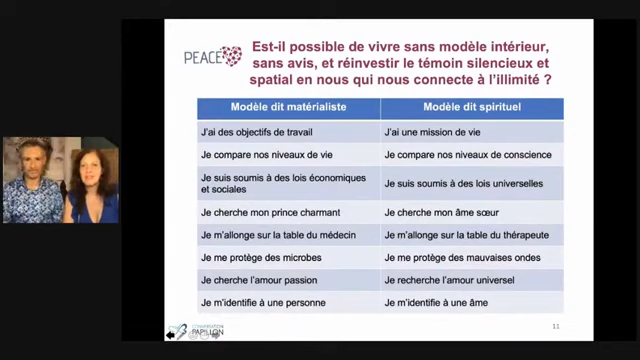 PEACE
Est-il possible de vivre sans modèle intérieur,
sans avis, et réinvestir le témoin silencieux et
spatial en nous qui nous connecte à l'illimité ?
Modèle dit matérialiste Modèle dit spirituel
J'ai des objectifs de travail J'ai une mission de vie
Je compare nos niveaux de vie Je compare nos niveaux de conscience
Je suis soumis à des lois économiques
et sociales
Je suis soumis à des lois universelles
Je cherche mon prince charmant Je cherche mon âme sœur
Je m'allonge sur la table du médecin Je m'allonge sur la table du thérapeute
Je me protège des microbes Je me protège des mauvaises ondes
Je cherche l'amour passion Je recherche l'amour universel
Je m'identifie à une personne Je m'identifie à une âme
PAPILLON
11